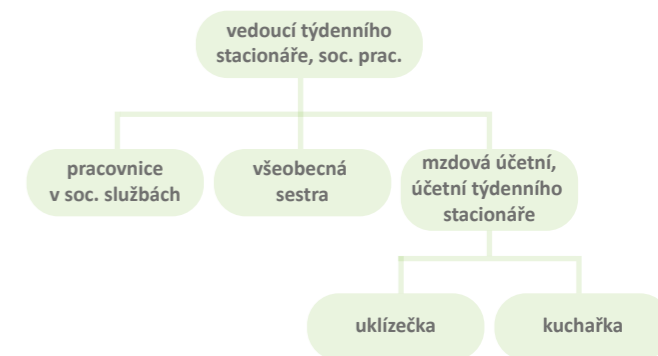 vedoucí týdenního
stacionáře, soc. prac.
pracovnice
v soc. službách
všeobecná
sestra
mzdová účetní,
účetní týdenního
stacionáře
uklízečka
kuchařka